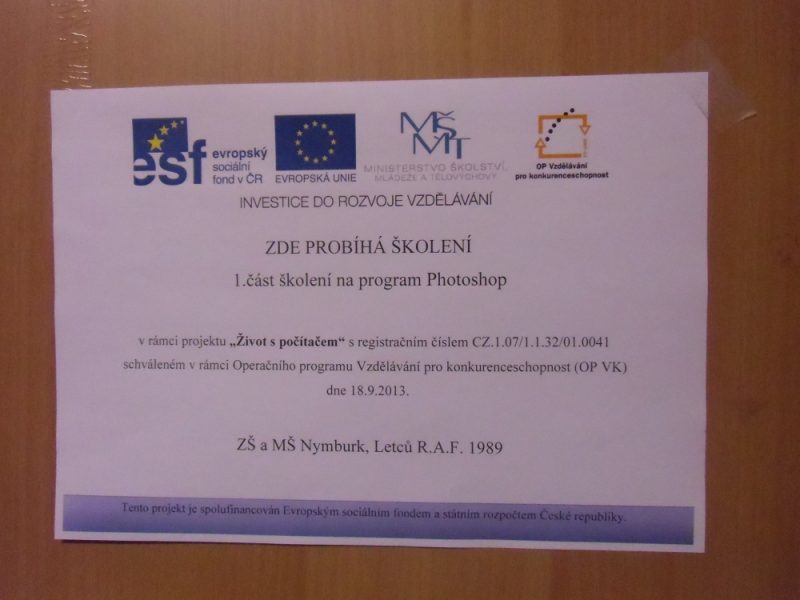 esf evropský sociální fond v ČR
EVROPSKÁ UNIE
MŠMT
MINISTERSTVO ŠKOLSTVÍ,
MLÁDEŽE A TĚLOVÝCHOVY
OP Vzdělávání
pro konkurenceschopnost
INVESTICE DO ROZVOJE VZDĚLÁVÁNÍ
ZDE PROBÍHÁ ŠKOLENÍ
1.část školení na program Photoshop
v rámci projektu „Život s počítačem“ s registračním číslem CZ.1.07/1.1.32/01.0041
schváleném v rámci Operačního programu Vzdělávání pro konkurenceschopnost (OP VK)
dne 18.9.2013.
ZŠ a MŠ Nymburk, Letců R.A.F. 1989
Tento projekt je spolufinancován Evropským sociálním fondem a státním rozpočtem České republiky.